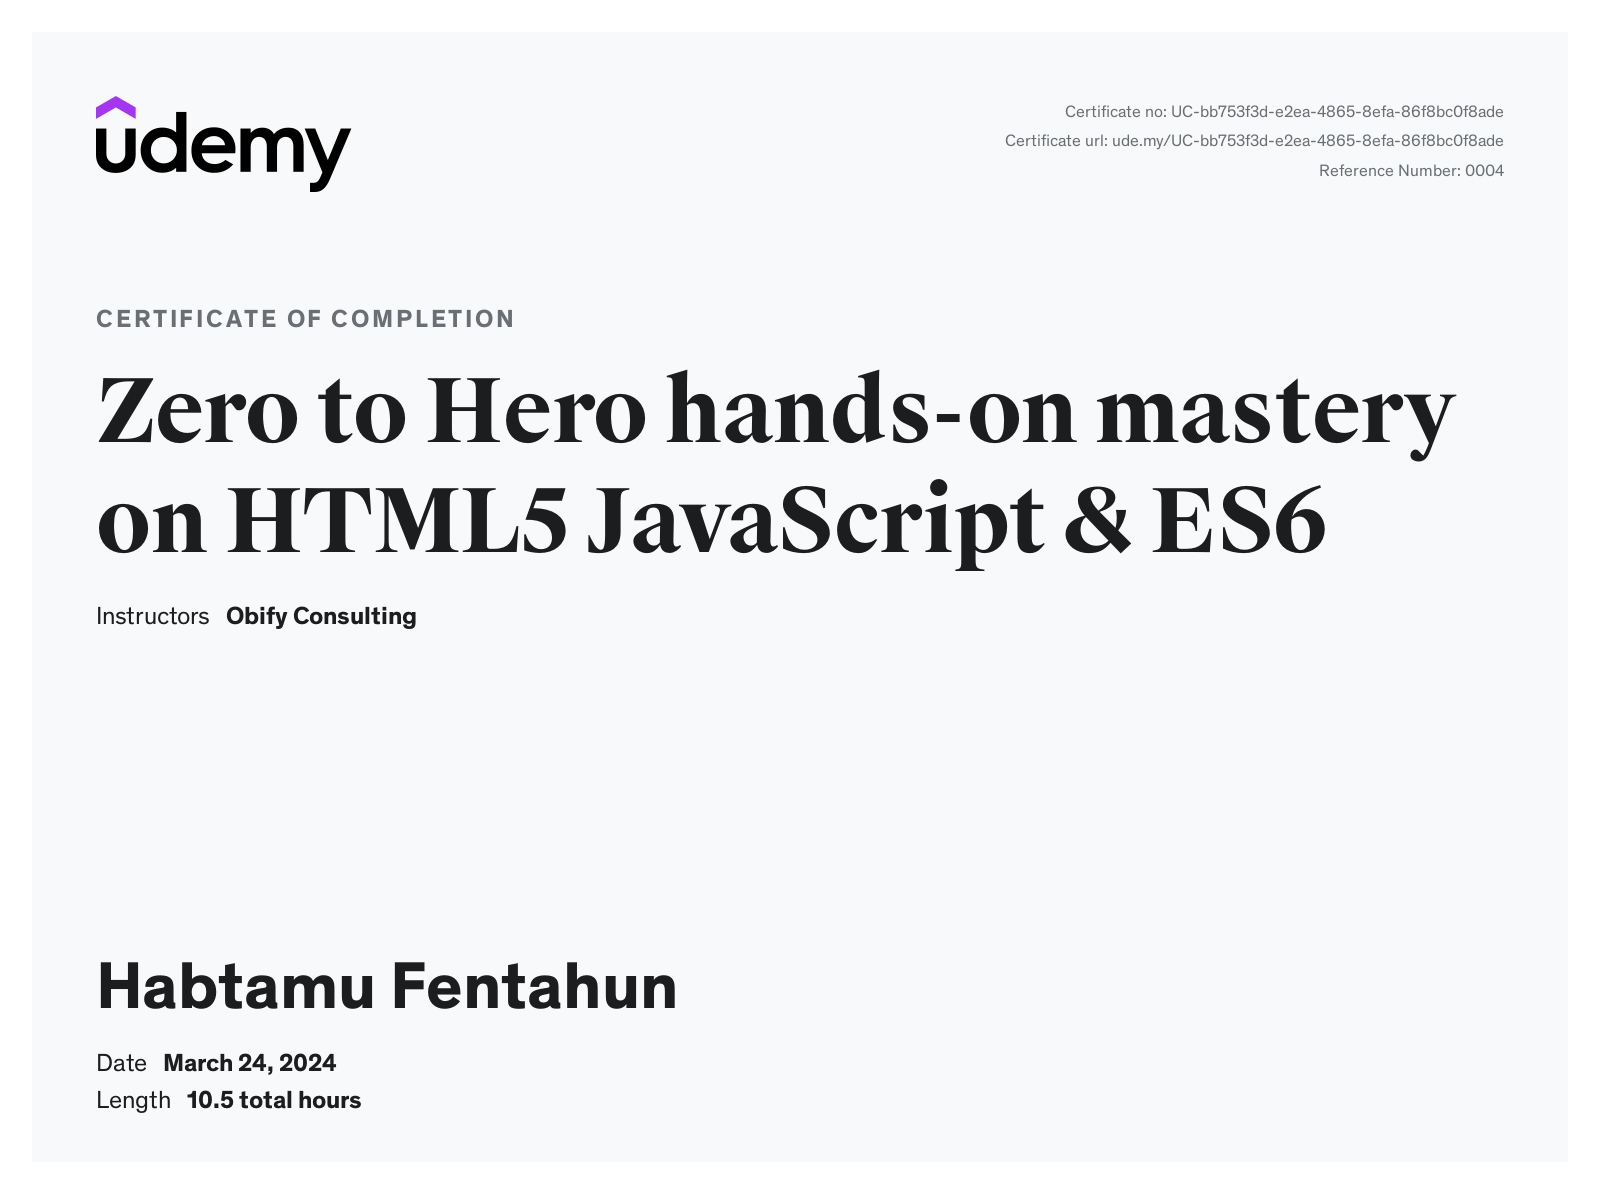 udemy
Certificate no: UC-bb753f3d-e2ea-4865-8efa-86f8bc0f8ade
Certificate url: ude.my/UC-bb753f3d-e2ea-4865-8efa-86f8bc0f8ade
Reference Number: 0004
CERTIFICATE OF COMPLETION
Zero to Hero hands-on mastery
on HTML5 JavaScript & ES6
Instructors Obify Consulting
Habtamu Fentahun
Date March 24, 2024
Length 10.5 total hours